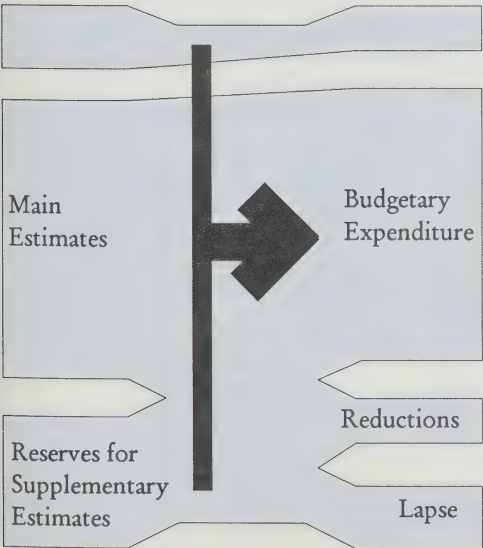 Main
Estimates
Budgetary
Expenditure
Reductions
Reserves for
Supplementary
Estimates
Lapse